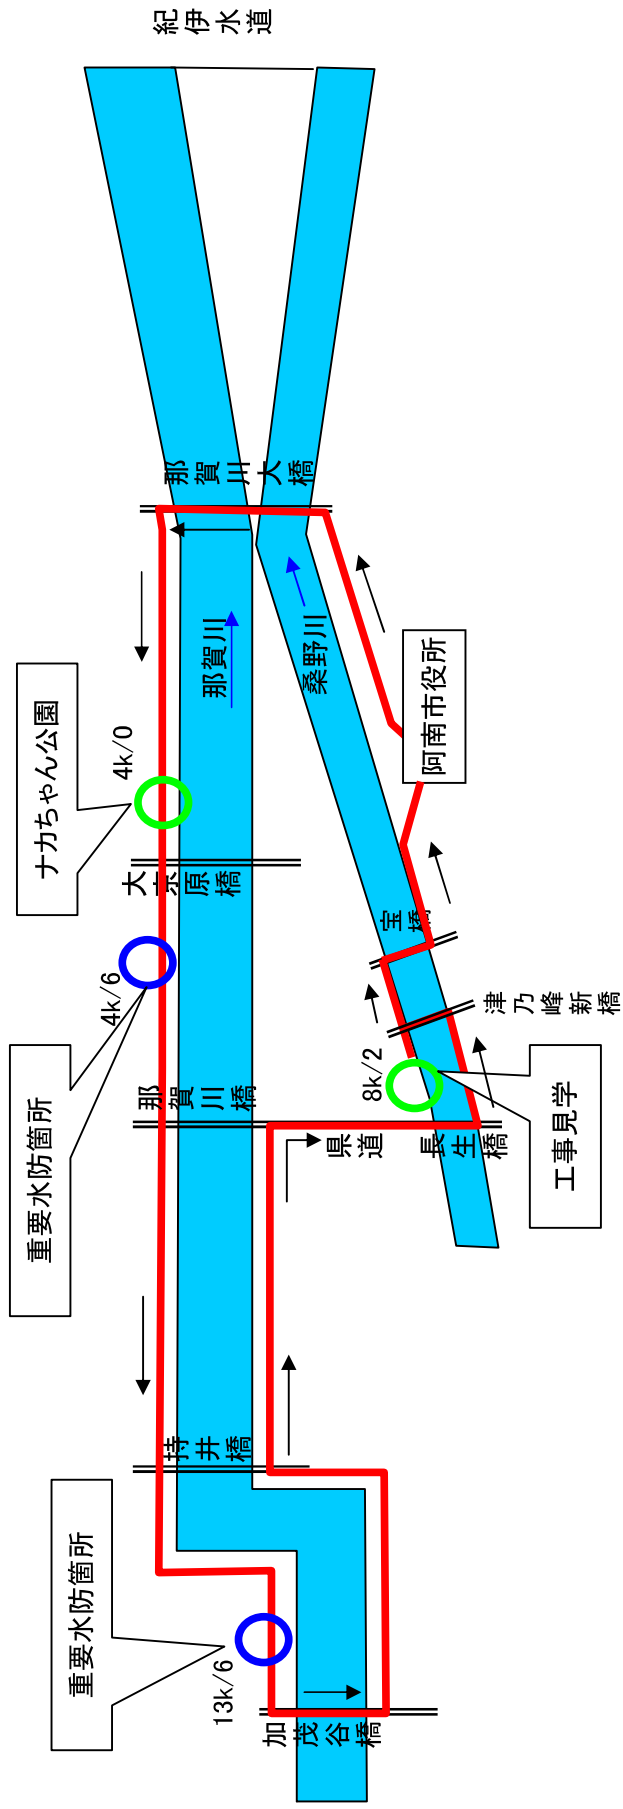 紀伊水道
那賀川大橋
那賀川
桑野川
阿南市役所
ナカちゃん公園
4k/0
大京原橋
宝橋
4k/6
重要水防箇所
津乃峰新橋
8k/2
那賀川橋
県道
長生橋
工事見学
持井橋
重要水防箇所
13k/6
加茂谷橋